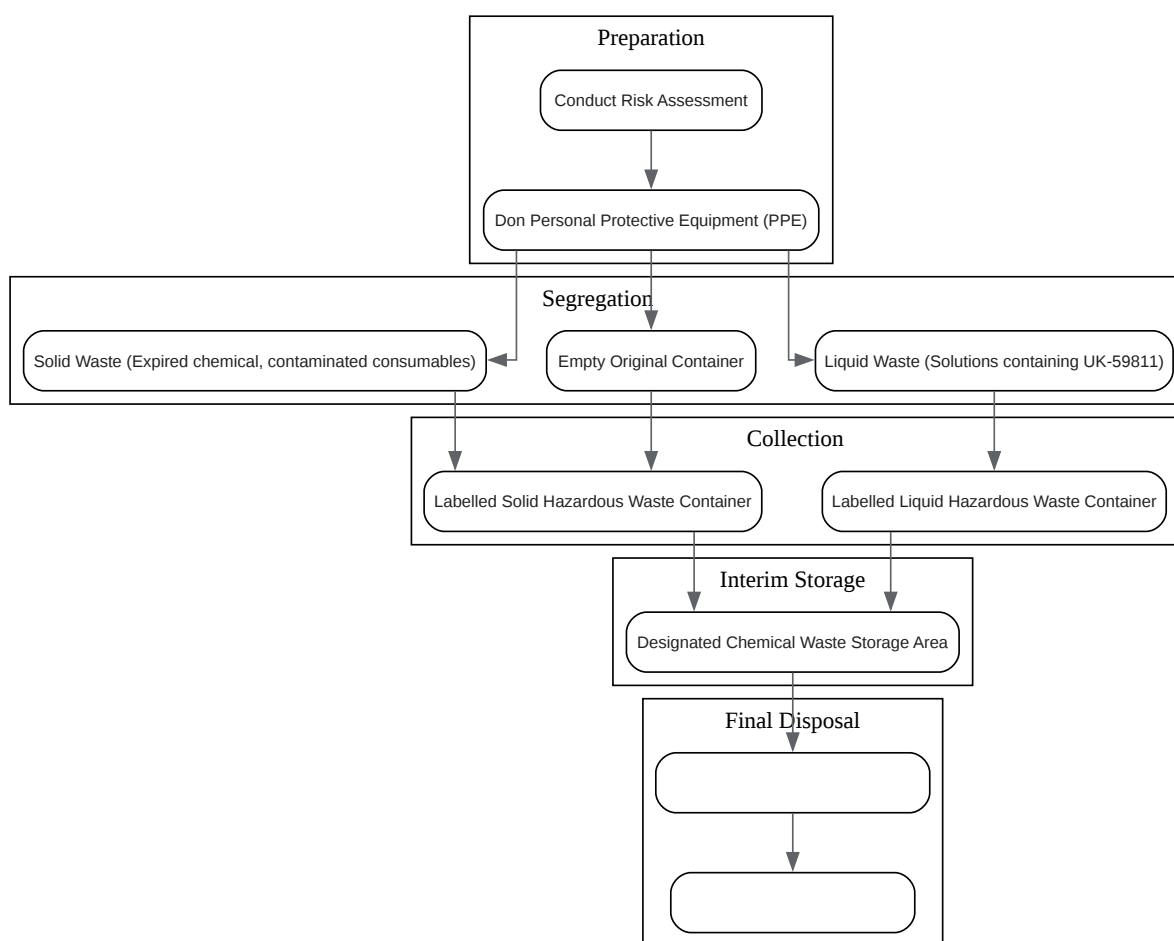 Preparation
Conduct Risk Assessment
Don Personal Protective Equipment (PPE)
Segregation
Solid Waste (Expired chemical, contaminated consumables)
Empty Original Container
Liquid Waste (Solutions containing UK-59811)
Collection
Labelled Solid Hazardous Waste Container
Labelled Liquid Hazardous Waste Container
Interim Storage
Designated Chemical Waste Storage Area
Final Disposal